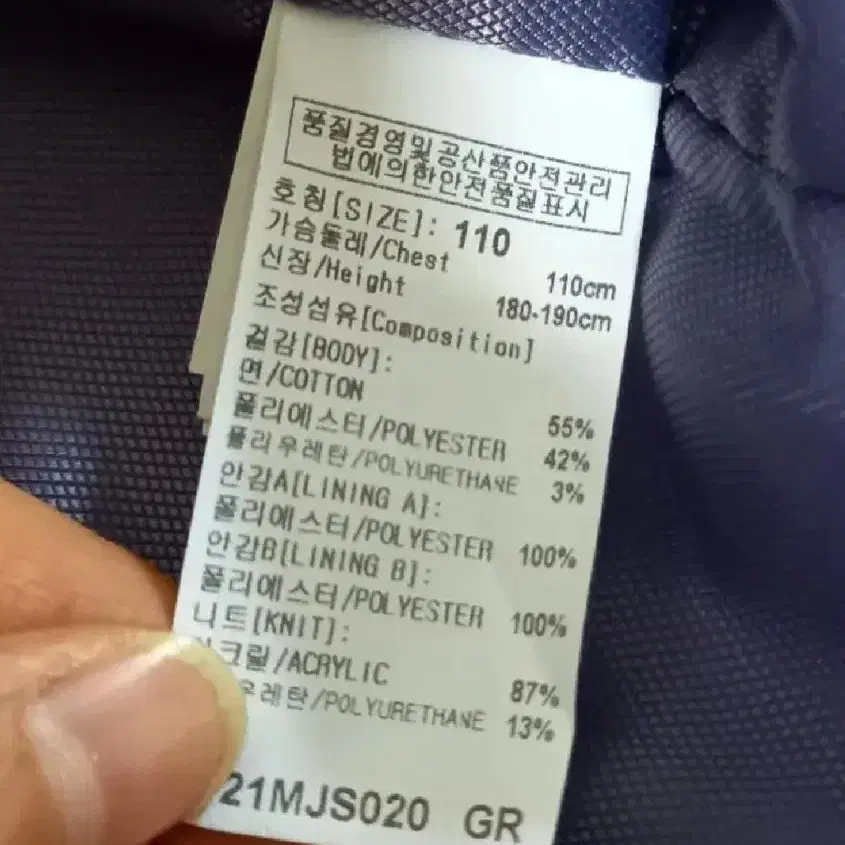 품질경영및공산품안전관리
법에의한안전품질표시
호칭[SIZE]: 110
가슴둘레/Chest 110cm
신장/Height 180-190cm
조성섬유[Composition]
겉감[BODY]:
면/COTTON 55%
폴리에스터/POLYESTER 42%
폴리우레탄/POLYURETHANE 3%
안감A[LINING A]:
폴리에스터/POLYESTER 100%
안감B[LINING B]:
폴리에스터/POLYESTER 100%
니트[KNIT]:
크릴/ACRYLIC 87%
우레탄/POLYURETHANE 13%
21MJS020 GR